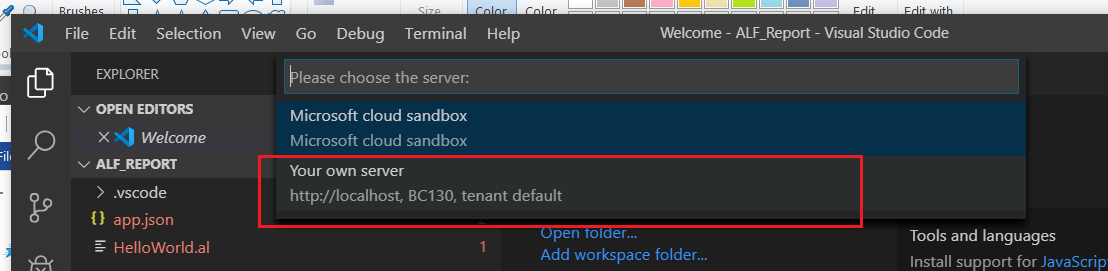 Brushes
Size
Color
Color
Edit
Edit with
File Edit Selection View Go Debug Terminal Help
Welcome - ALF_Report - Visual Studio Code
EXPLORER
Please choose the server:
OPEN EDITORS
Microsoft cloud sandbox
Microsoft cloud sandbox
Welcome
ALF_REPORT
Your own server
http://localhost, BC130, tenant default
.vscode
{} app.json
HelloWorld.al 1
Open folder...
Add workspace folder...
Tools and languages
Install support for JavaScript